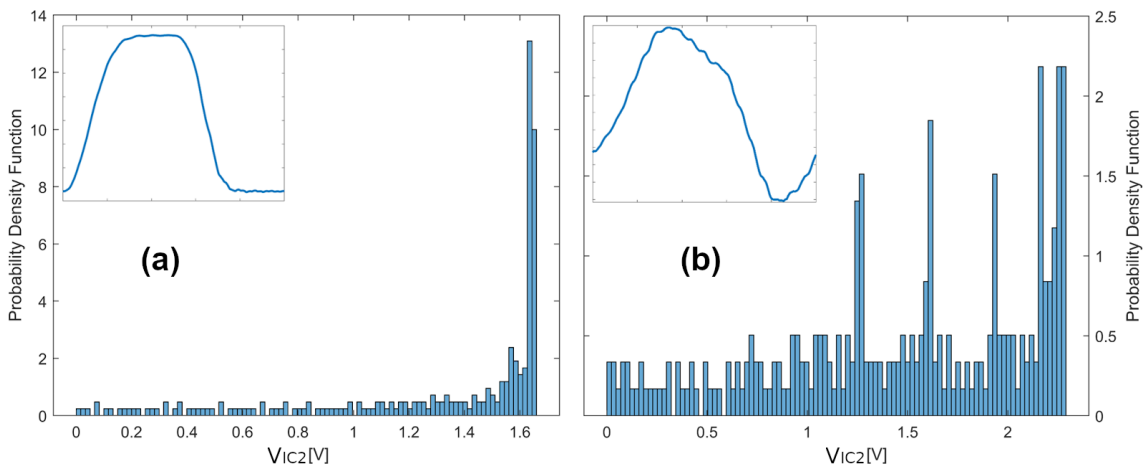 14
12
10
8
6
4
2
0
Probability Density Function
(a)
0 0.2 0.4 0.6 0.8 1 1.2 1.4 1.6
VIC2[V]
2.5
2
1.5
1
0.5
0
Probability Density Function
(b)
0 0.5 1 1.5 2
VIC2[V]